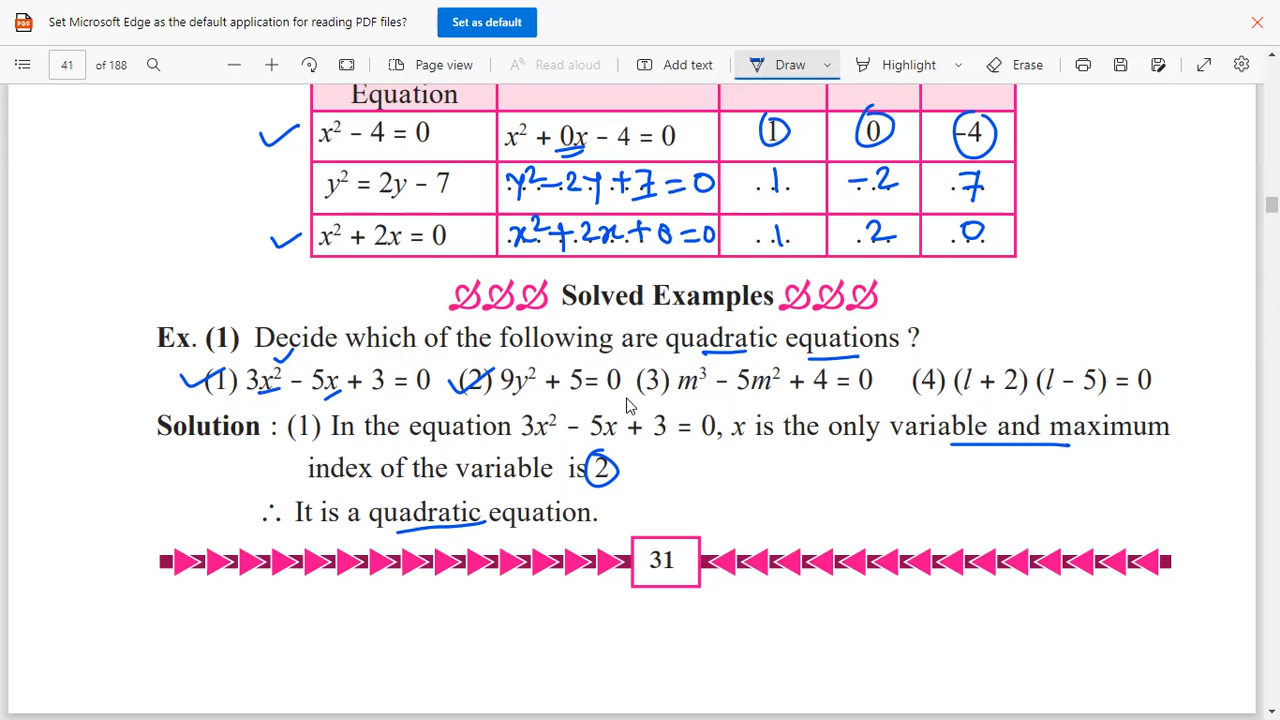 Set Microsoft Edge as the default application for reading PDF files? Set as default
41 of 188 Page view Read aloud Add text Draw Highlight Erase
Equation
x² − 4 = 0 x² + 0x − 4 = 0 1 0 −4
y² = 2y − 7 y² − 2y + 7 = 0 1 −2 7
x² + 2x = 0 x² + 2x + 0 = 0 1 2 0
Solved Examples
Ex. (1) Decide which of the following are quadratic equations ?
(1) 3x² − 5x + 3 = 0 (2) 9y² + 5= 0 (3) m³ − 5m² + 4 = 0 (4) (l + 2) (l − 5) = 0
Solution : (1) In the equation 3x² − 5x + 3 = 0, x is the only variable and maximum
index of the variable is 2
∴ It is a quadratic equation.
31